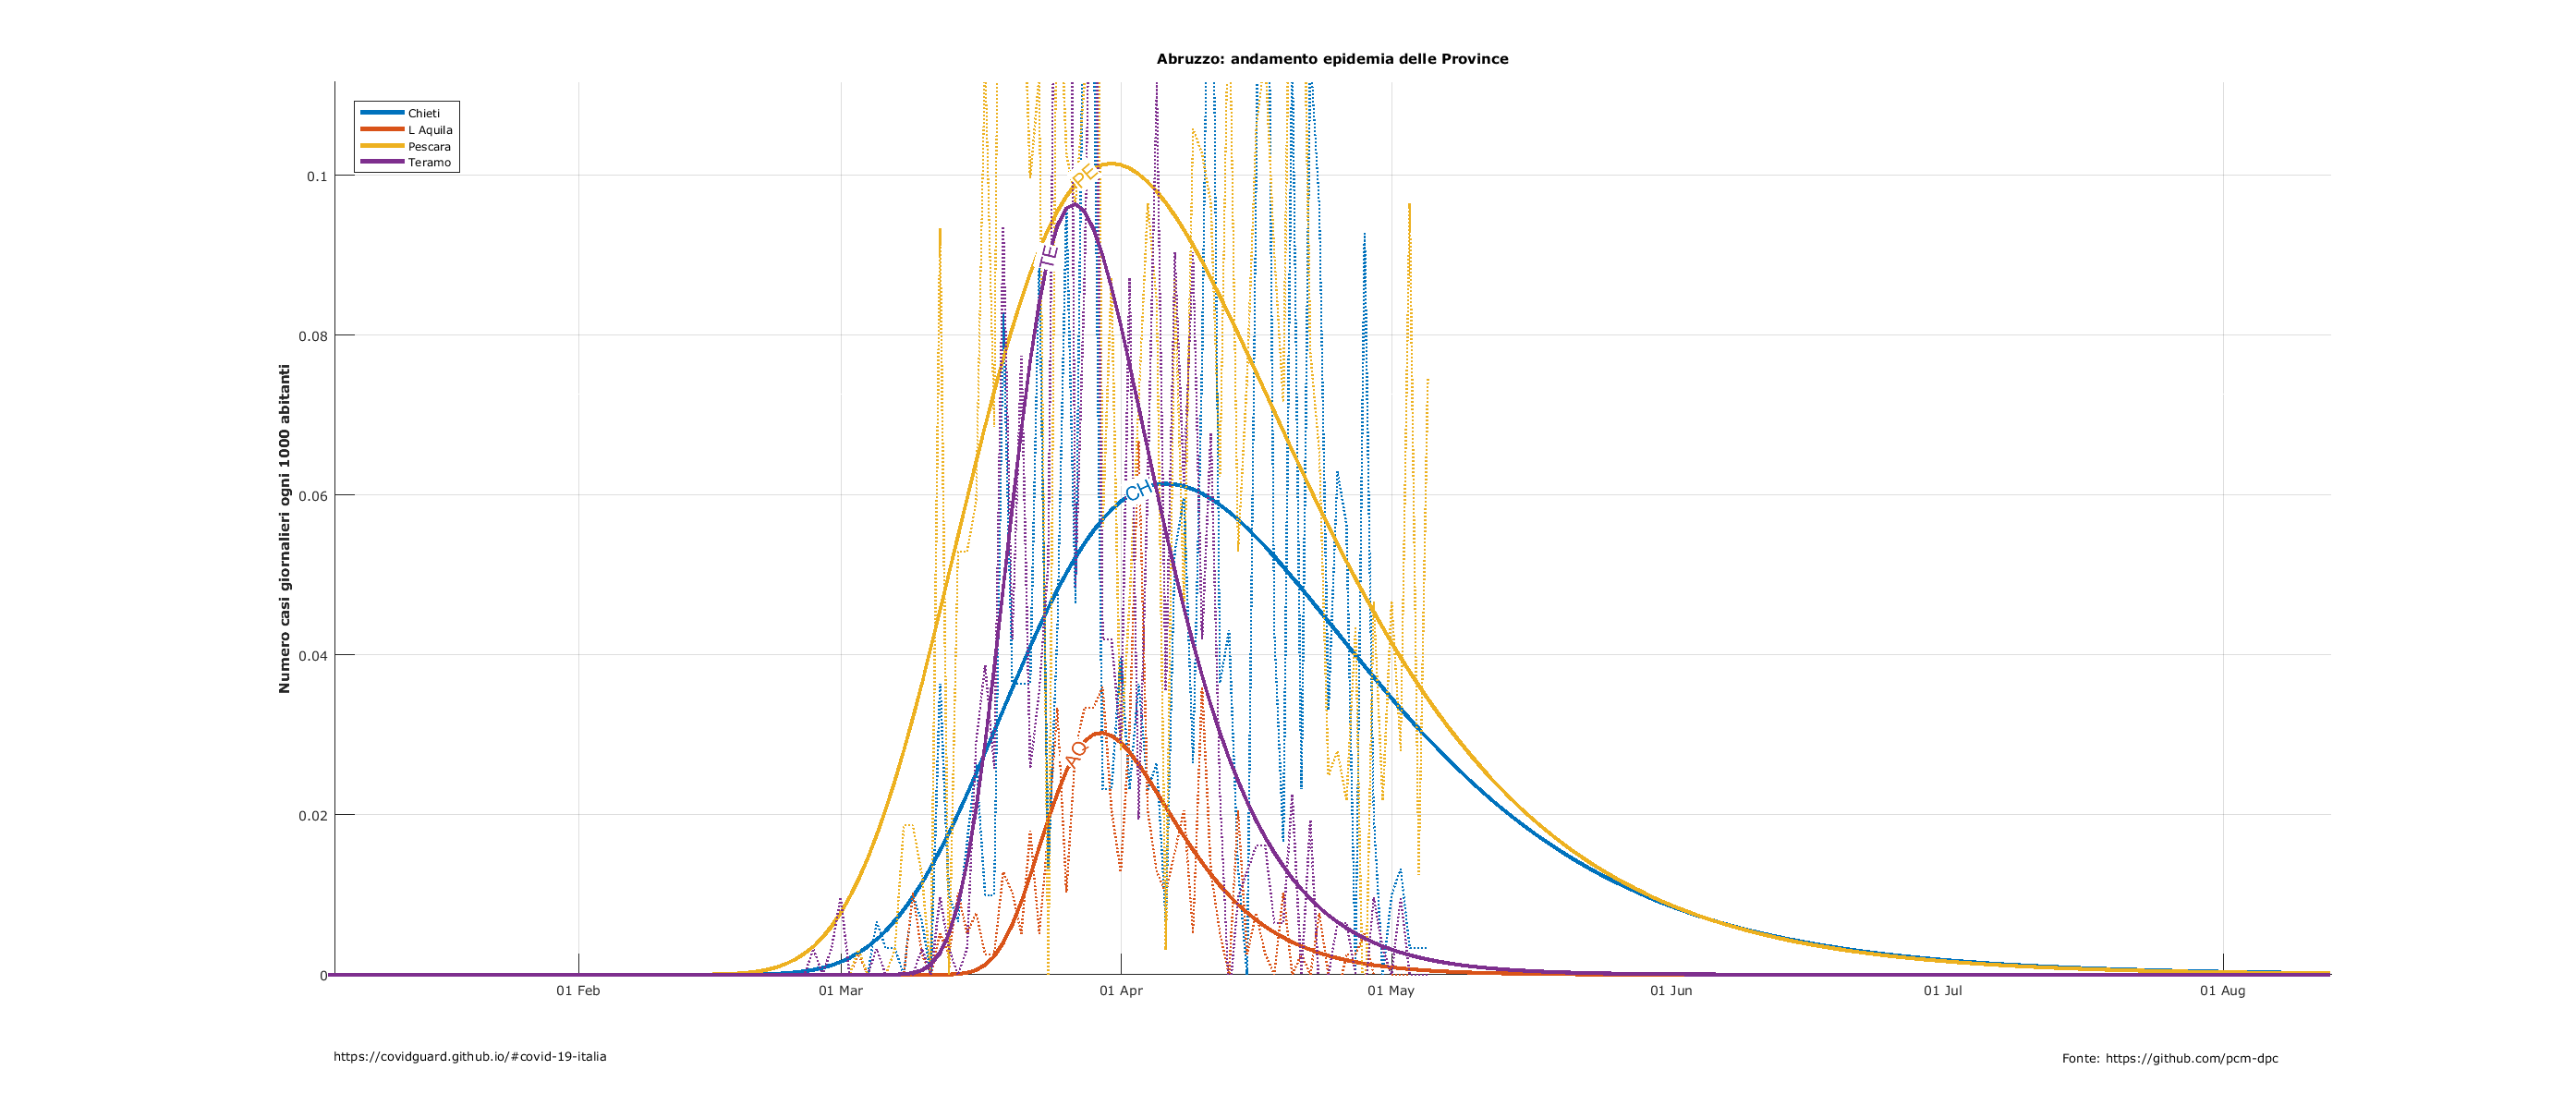 Abruzzo: andamento epidemia delle Province
Chieti
L Aquila
Pescara
Teramo
Numero casi giornalieri ogni 1000 abitanti
0.1
0.08
0.06
0.04
0.02
0
PE
TE
CH
AQ
01 Feb
01 Mar
01 Apr
01 May
01 Jun
01 Jul
01 Aug
https://covidguard.github.io/#covid-19-italia
Fonte: https://github.com/pcm-dpc